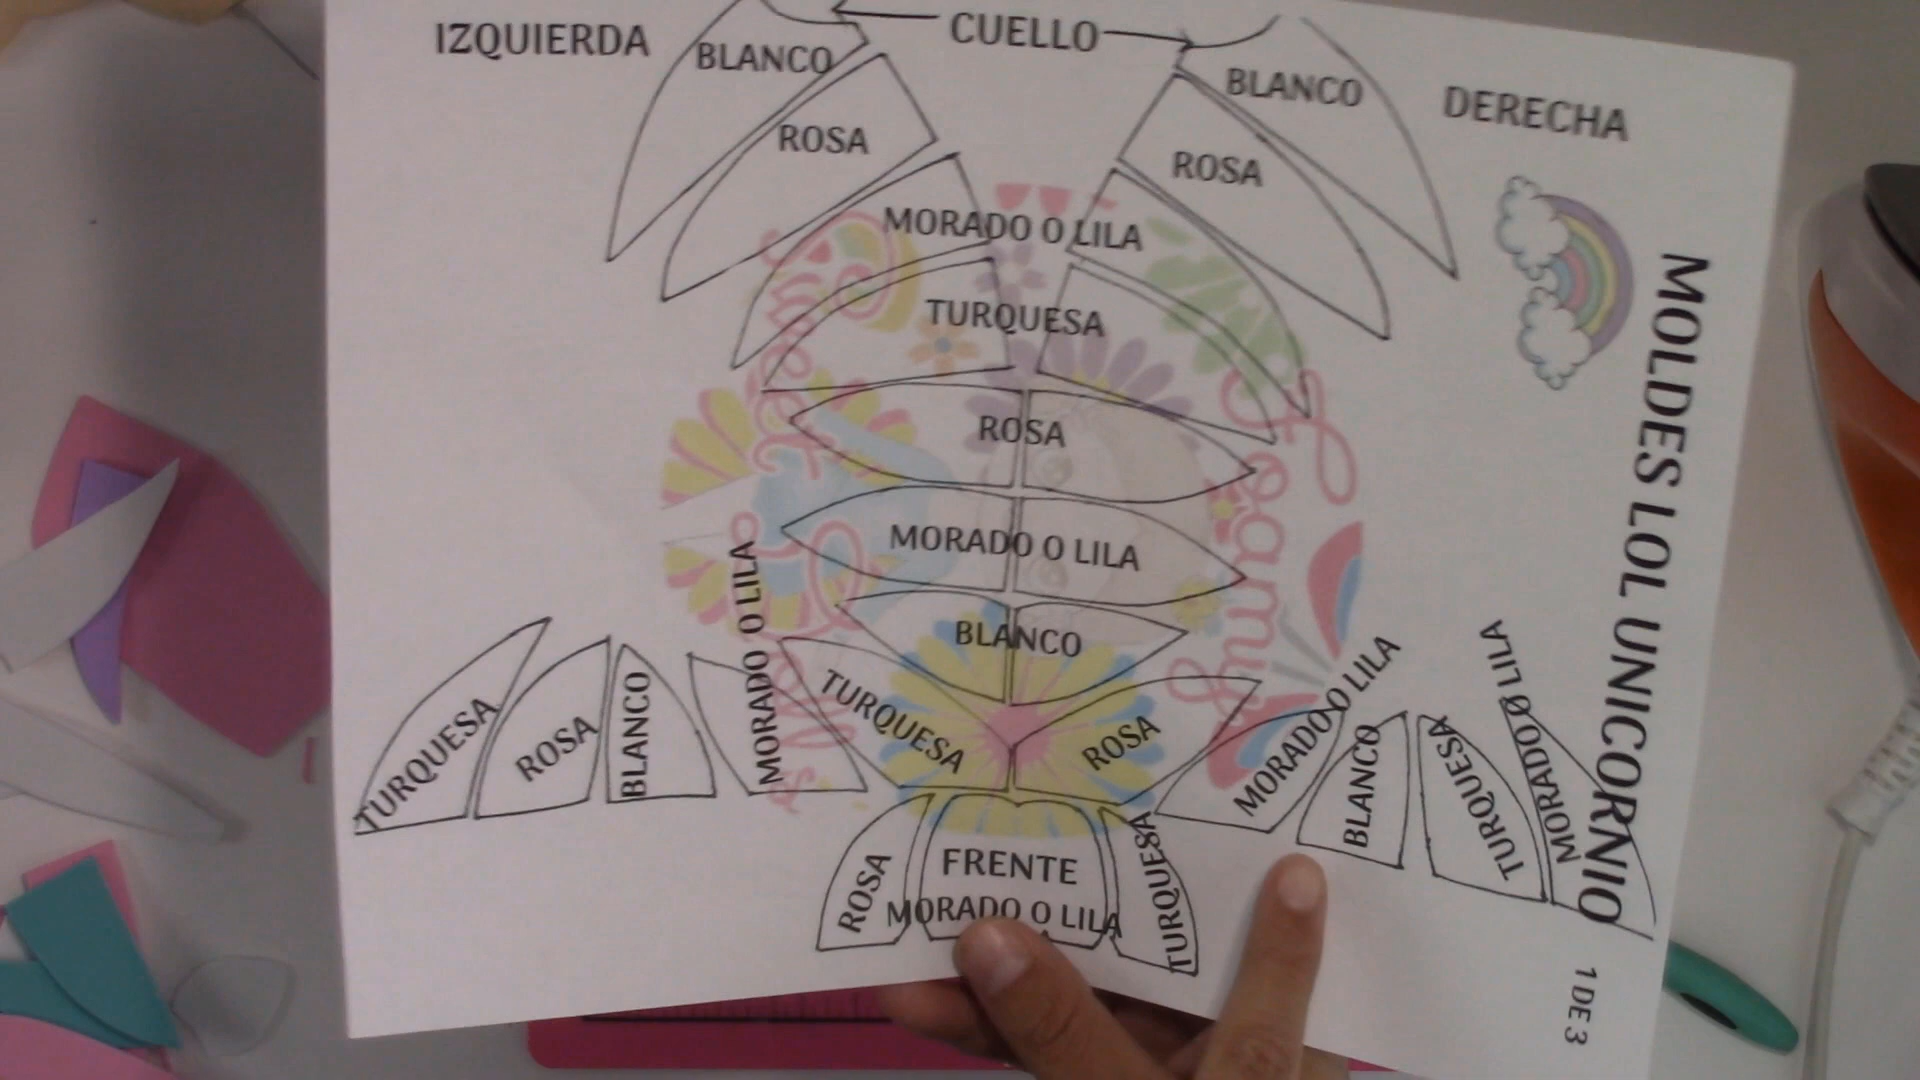 IZQUIERDA
CUELLO
DERECHA
BLANCO
BLANCO
ROSA
ROSA
MORADO O LILA
TURQUESA
ROSA
MORADO O LILA
BLANCO
TURQUESA
ROSA
BLANCO
MORADO O LILA
TURQUESA
ROSA
MORADO O LILA
BLANCO
TURQUESA
MORADO O LILA
MORADO O LILA
ROSA
FRENTE
MORADO O LILA
TURQUESA
MOLDES LOL UNICORNIO
1 DE 3
Sweet
Foamy